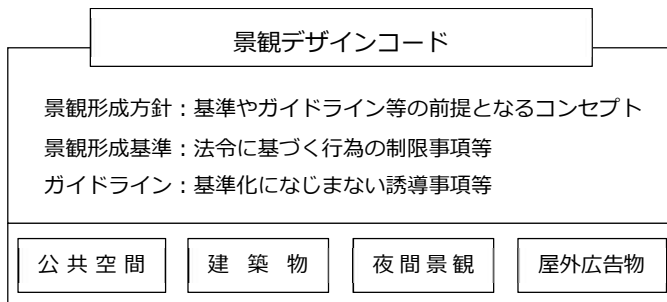 景観デザインコード
景観形成方針：基準やガイドライン等の前提となるコンセプト
景観形成基準：法令に基づく行為の制限事項等
ガイドライン：基準化になじまない誘導事項等
公共空間 建築物 夜間景観 屋外広告物